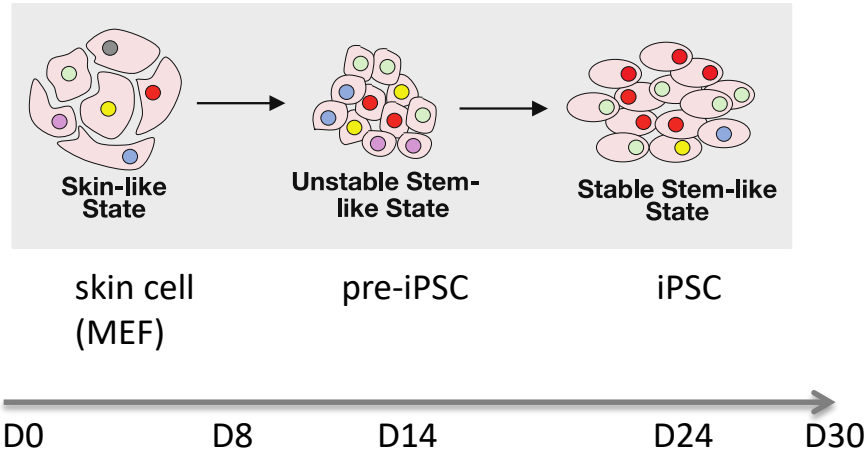 Skin-like
State
Unstable Stem-
like State
Stable Stem-like
State
skin cell
(MEF)
pre-iPSC
iPSC
D0
D8
D14
D24
D30